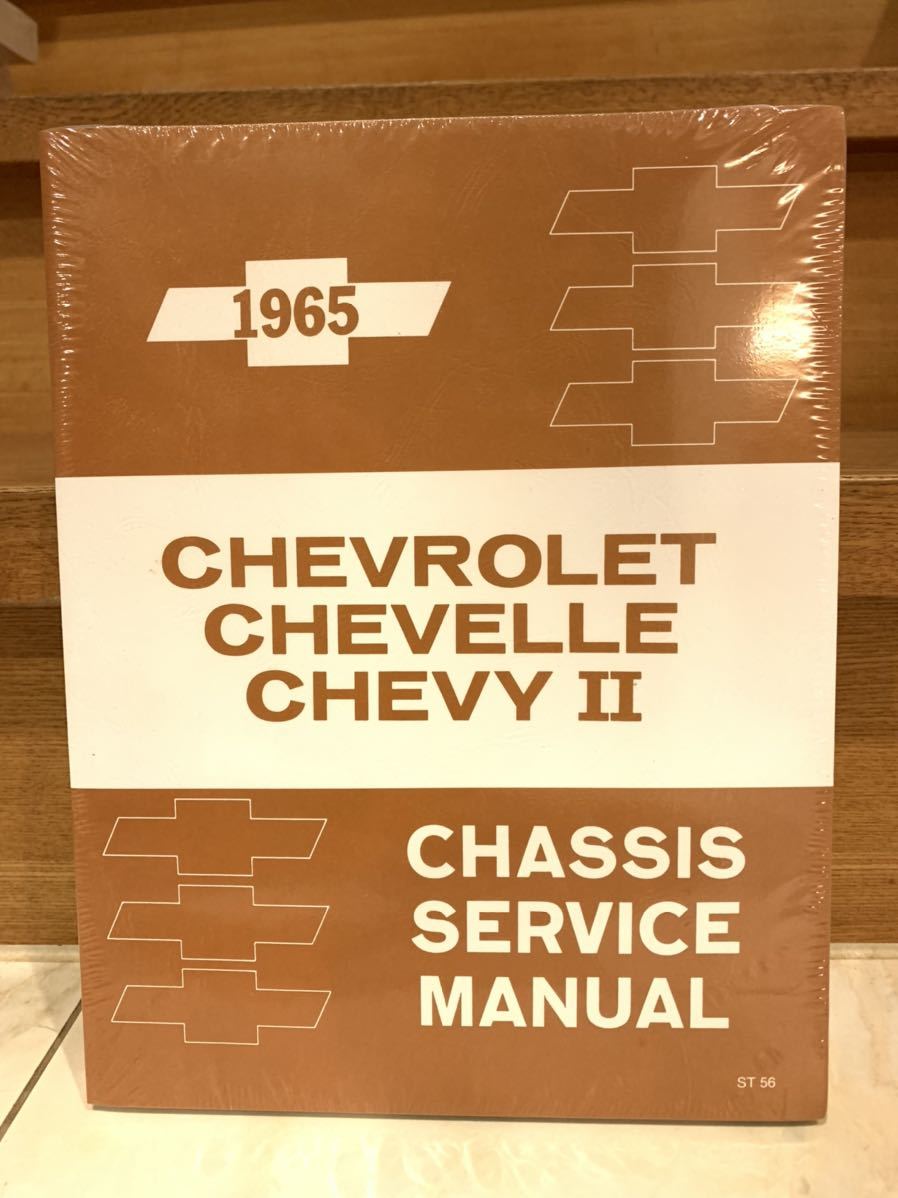 1965
CHEVROLET
CHEVELLE
CHEVY II
CHASSIS
SERVICE
MANUAL
ST 56